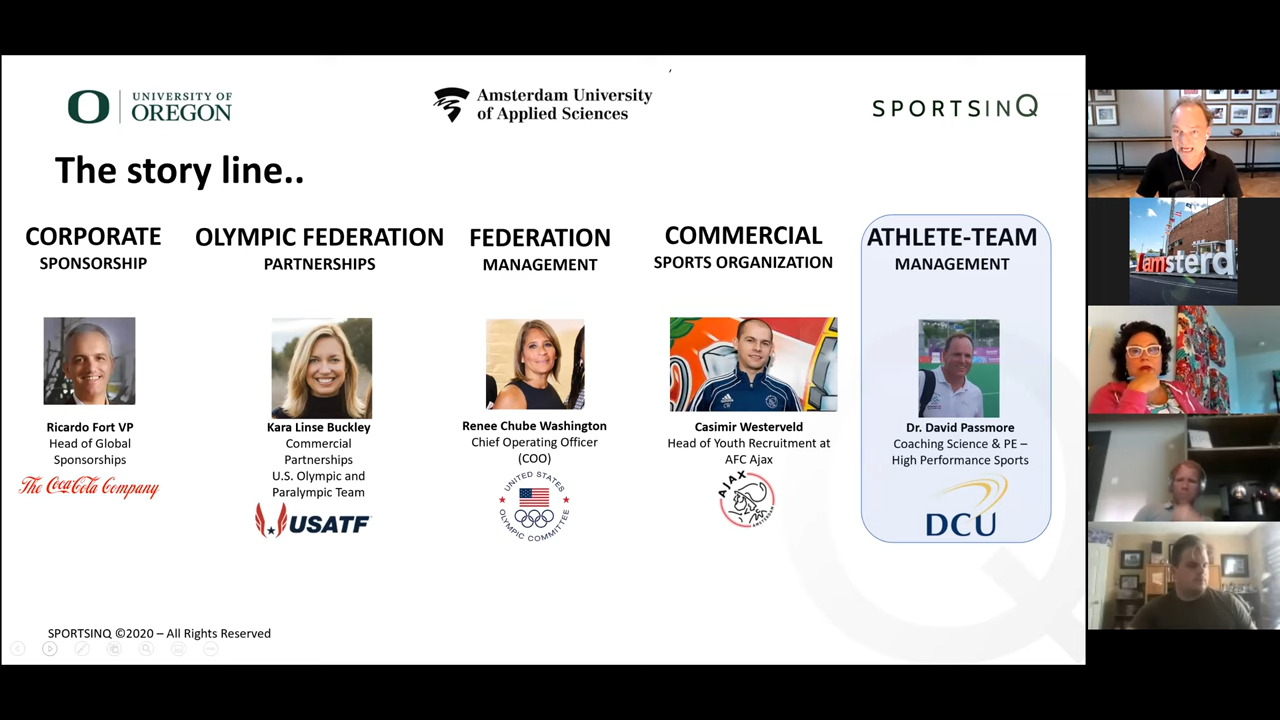 UNIVERSITY OF
OREGON
Amsterdam University
of Applied Sciences
SPORTSINQ
The story line..
CORPORATE
SPONSORSHIP
OLYMPIC FEDERATION
PARTNERSHIPS
FEDERATION
MANAGEMENT
COMMERCIAL
SPORTS ORGANIZATION
ATHLETE-TEAM
MANAGEMENT
Ricardo Fort VP
Head of Global
Sponsorships
The Coca-Cola Company
Kara Linse Buckley
Commercial
Partnerships
U.S. Olympic and
Paralympic Team
USATF
Renee Chube Washington
Chief Operating Officer
(COO)
UNITED STATES
OLYMPIC COMMITTEE
Casimir Westerveld
Head of Youth Recruitment at
AFC Ajax
AJAX
AMSTERDAM
Dr. David Passmore
Coaching Science & PE –
High Performance Sports
DCU
I amsterd
SPORTSINQ ©2020 – All Rights Reserved